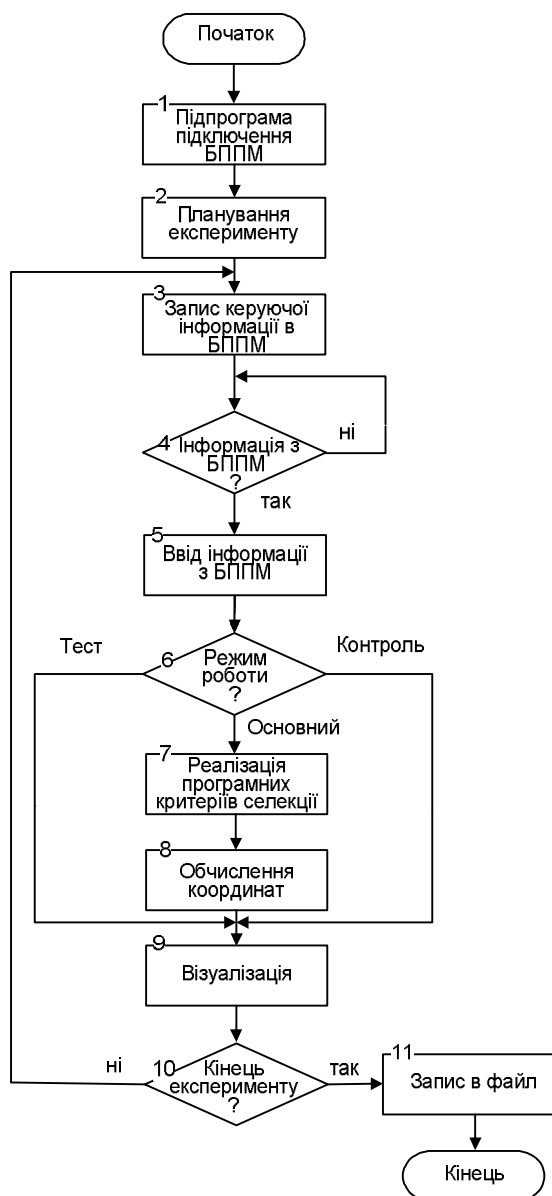 Початок
1
Підпрограма
підключення
БППМ
2
Планування
експерименту
3
Запис керуючої
інформації в
БППМ
4 Інформація з
БППМ
?
ні
так
5
Ввід інформації
з БППМ
Тест
6
Режим
роботи
?
Контроль
Основний
7
Реалізація
програмних
критеріїв селекції
8
Обчислення
координат
9
Візуалізація
ні
10
Кінець
експерименту
?
так
11
Запис в файл
Кінець